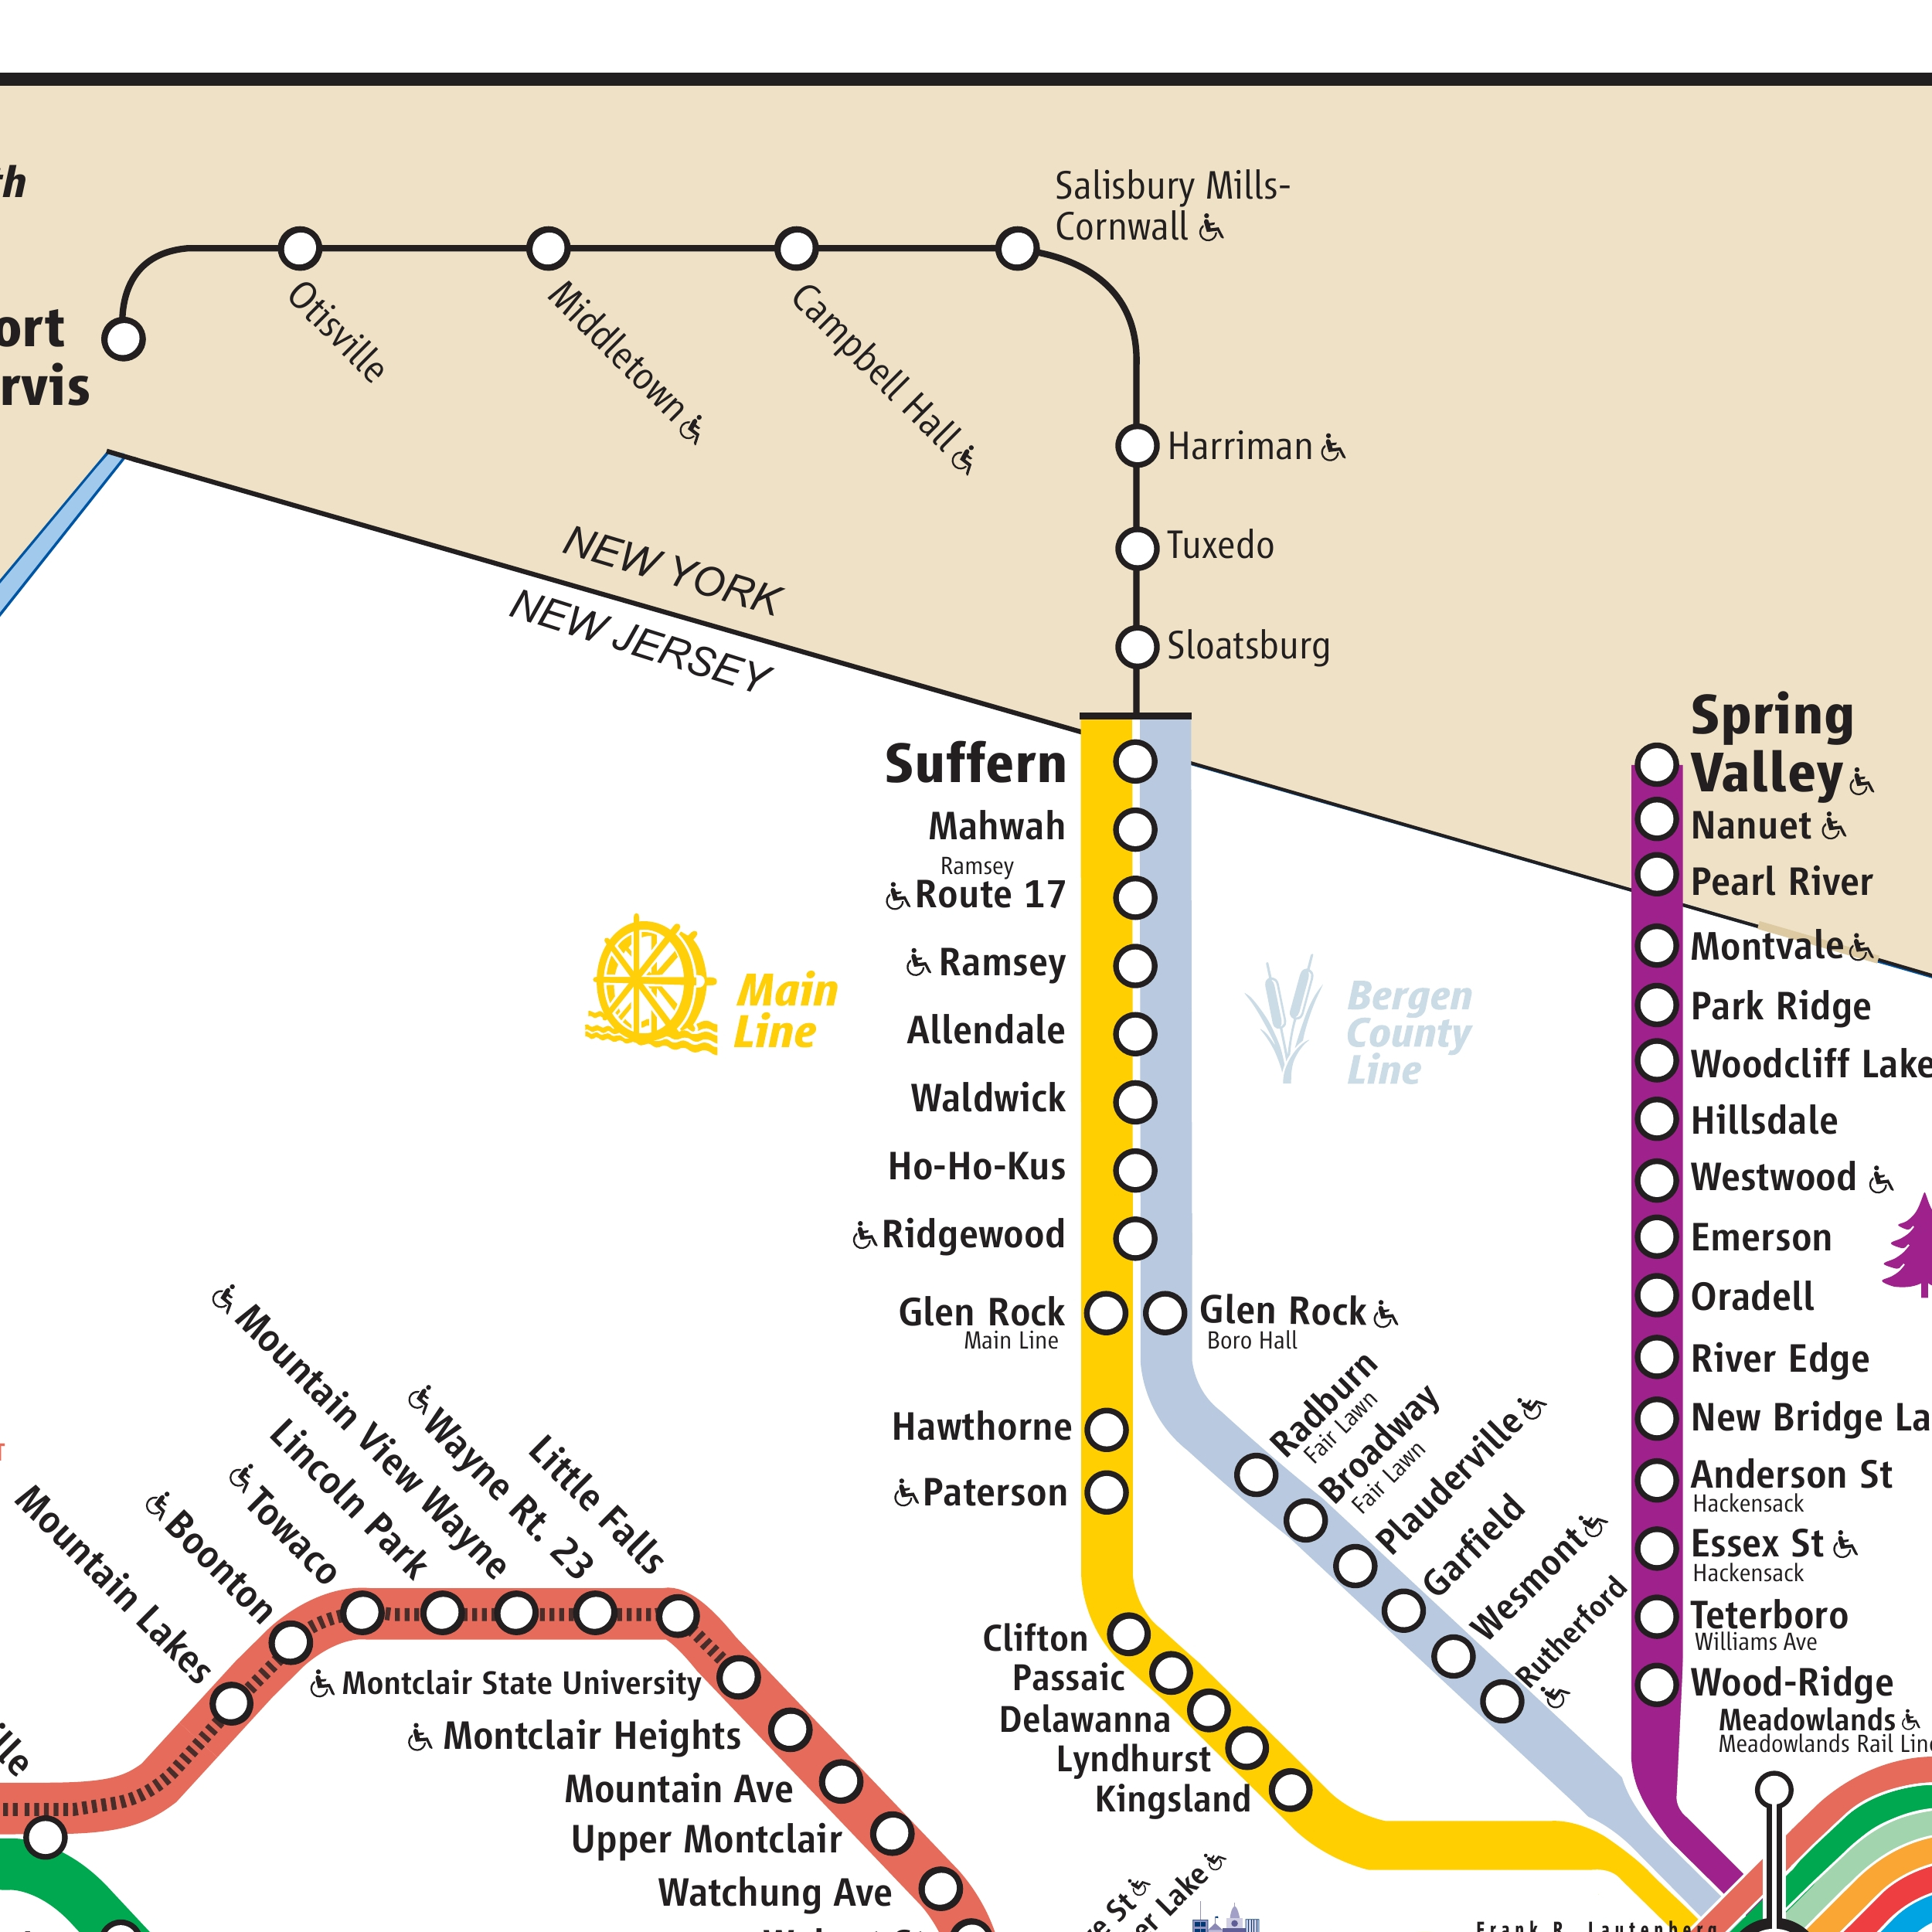 Salisbury Mills-
Cornwall
Otisville
Middletown
Campbell Hall
Harriman
Tuxedo
Sloatsburg
NEW YORK
NEW JERSEY
Spring
Valley
Nanuet
Pearl River
Montvale
Park Ridge
Woodcliff Lake
Hillsdale
Westwood
Emerson
Oradell
River Edge
New Bridge La
Anderson St
Hackensack
Essex St
Hackensack
Teterboro
Williams Ave
Wood-Ridge
Meadowlands
Meadowlands Rail Line
Suffern
Mahwah
Ramsey
Route 17
Ramsey
Allendale
Waldwick
Ho-Ho-Kus
Ridgewood
Glen Rock
Main Line
Glen Rock
Boro Hall
Main
Line
Bergen
County
Line
Hawthorne
Paterson
Radburn
Fair Lawn
Broadway
Fair Lawn
Plauderville
Garfield
Wesmont
Rutherford
Clifton
Passaic
Delawanna
Lyndhurst
Kingsland
Mountain Lakes
Boonton
Towaco
Lincoln Park
Mountain View Wayne
Wayne Rt. 23
Little Falls
Montclair State University
Montclair Heights
Mountain Ave
Upper Montclair
Watchung Ave
Frank R. Lautenberg